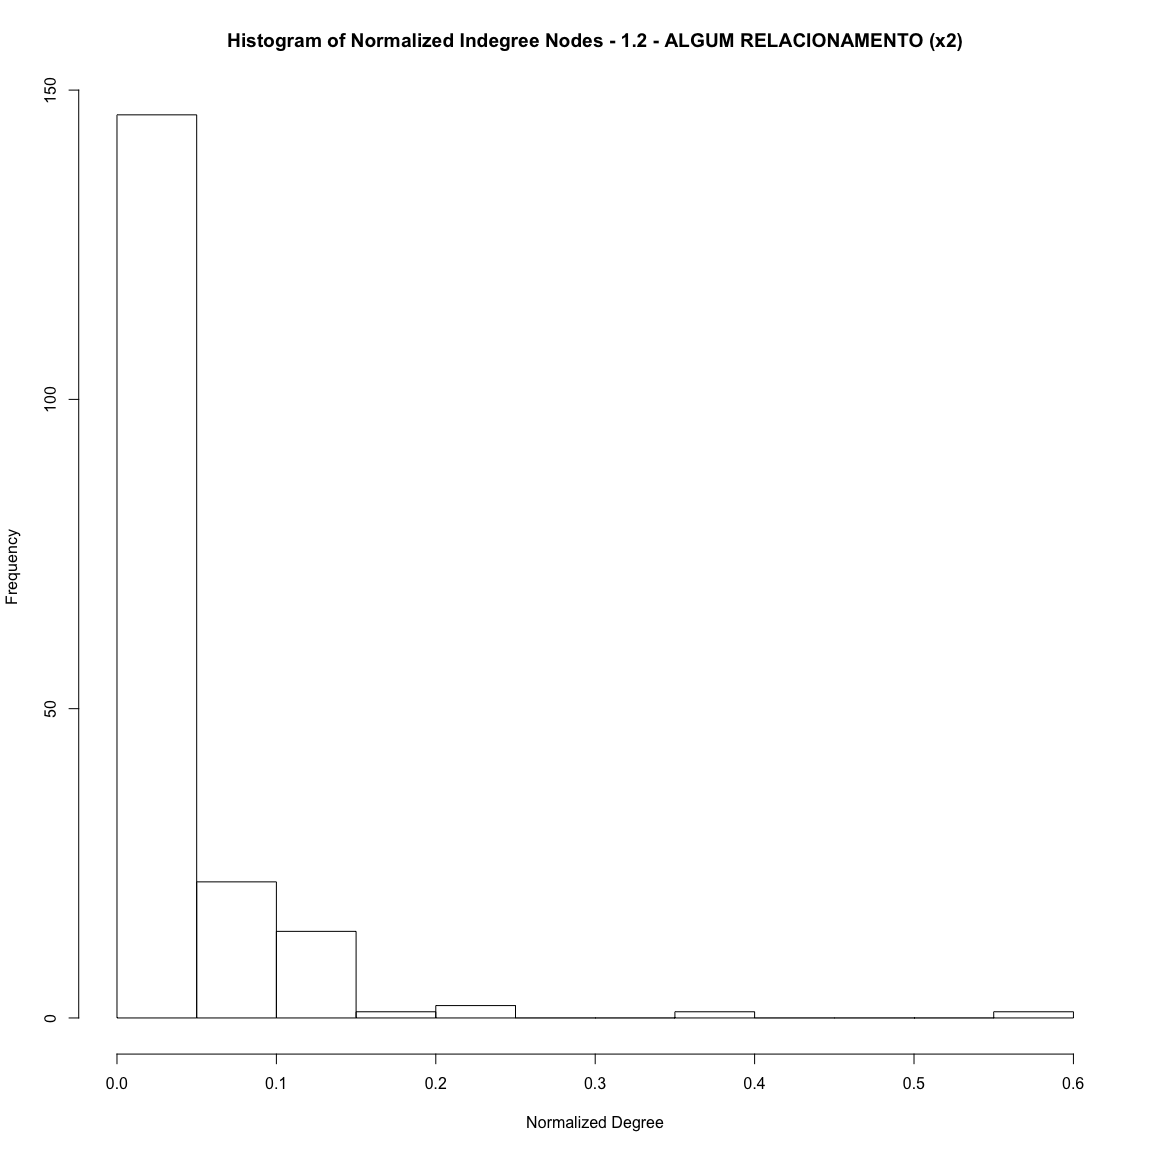 Histogram of Normalized Indegree Nodes - 1.2 - ALGUM RELACIONAMENTO (x2)
150
100
50
0
Frequency
0.0 0.1 0.2 0.3 0.4 0.5 0.6
Normalized Degree